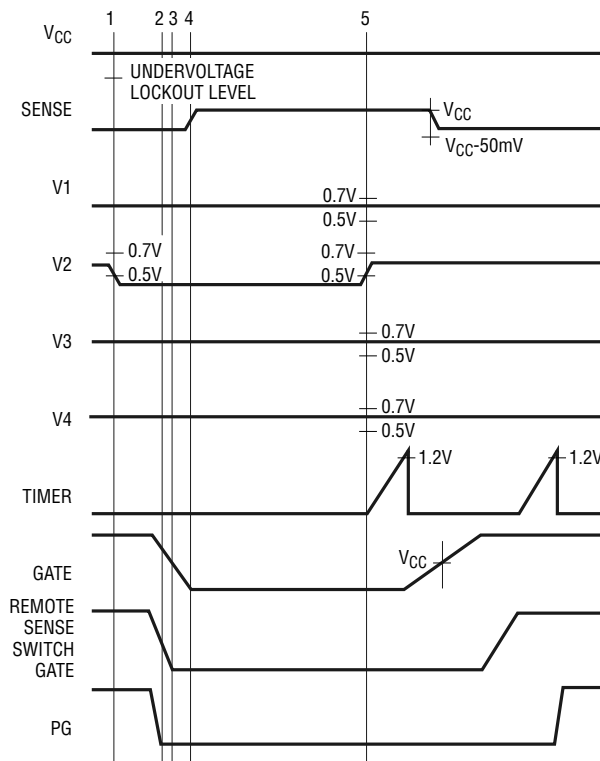 1 2 3 4 5
VCC
UNDERVOLTAGE
LOCKOUT LEVEL
SENSE
VCC
VCC-50mV
V1
0.7V
0.5V
V2
0.7V
0.5V
0.7V
0.5V
V3
0.7V
0.5V
V4
0.7V
0.5V
TIMER
1.2V
1.2V
GATE
VCC
REMOTE
SENSE
SWITCH
GATE
PG